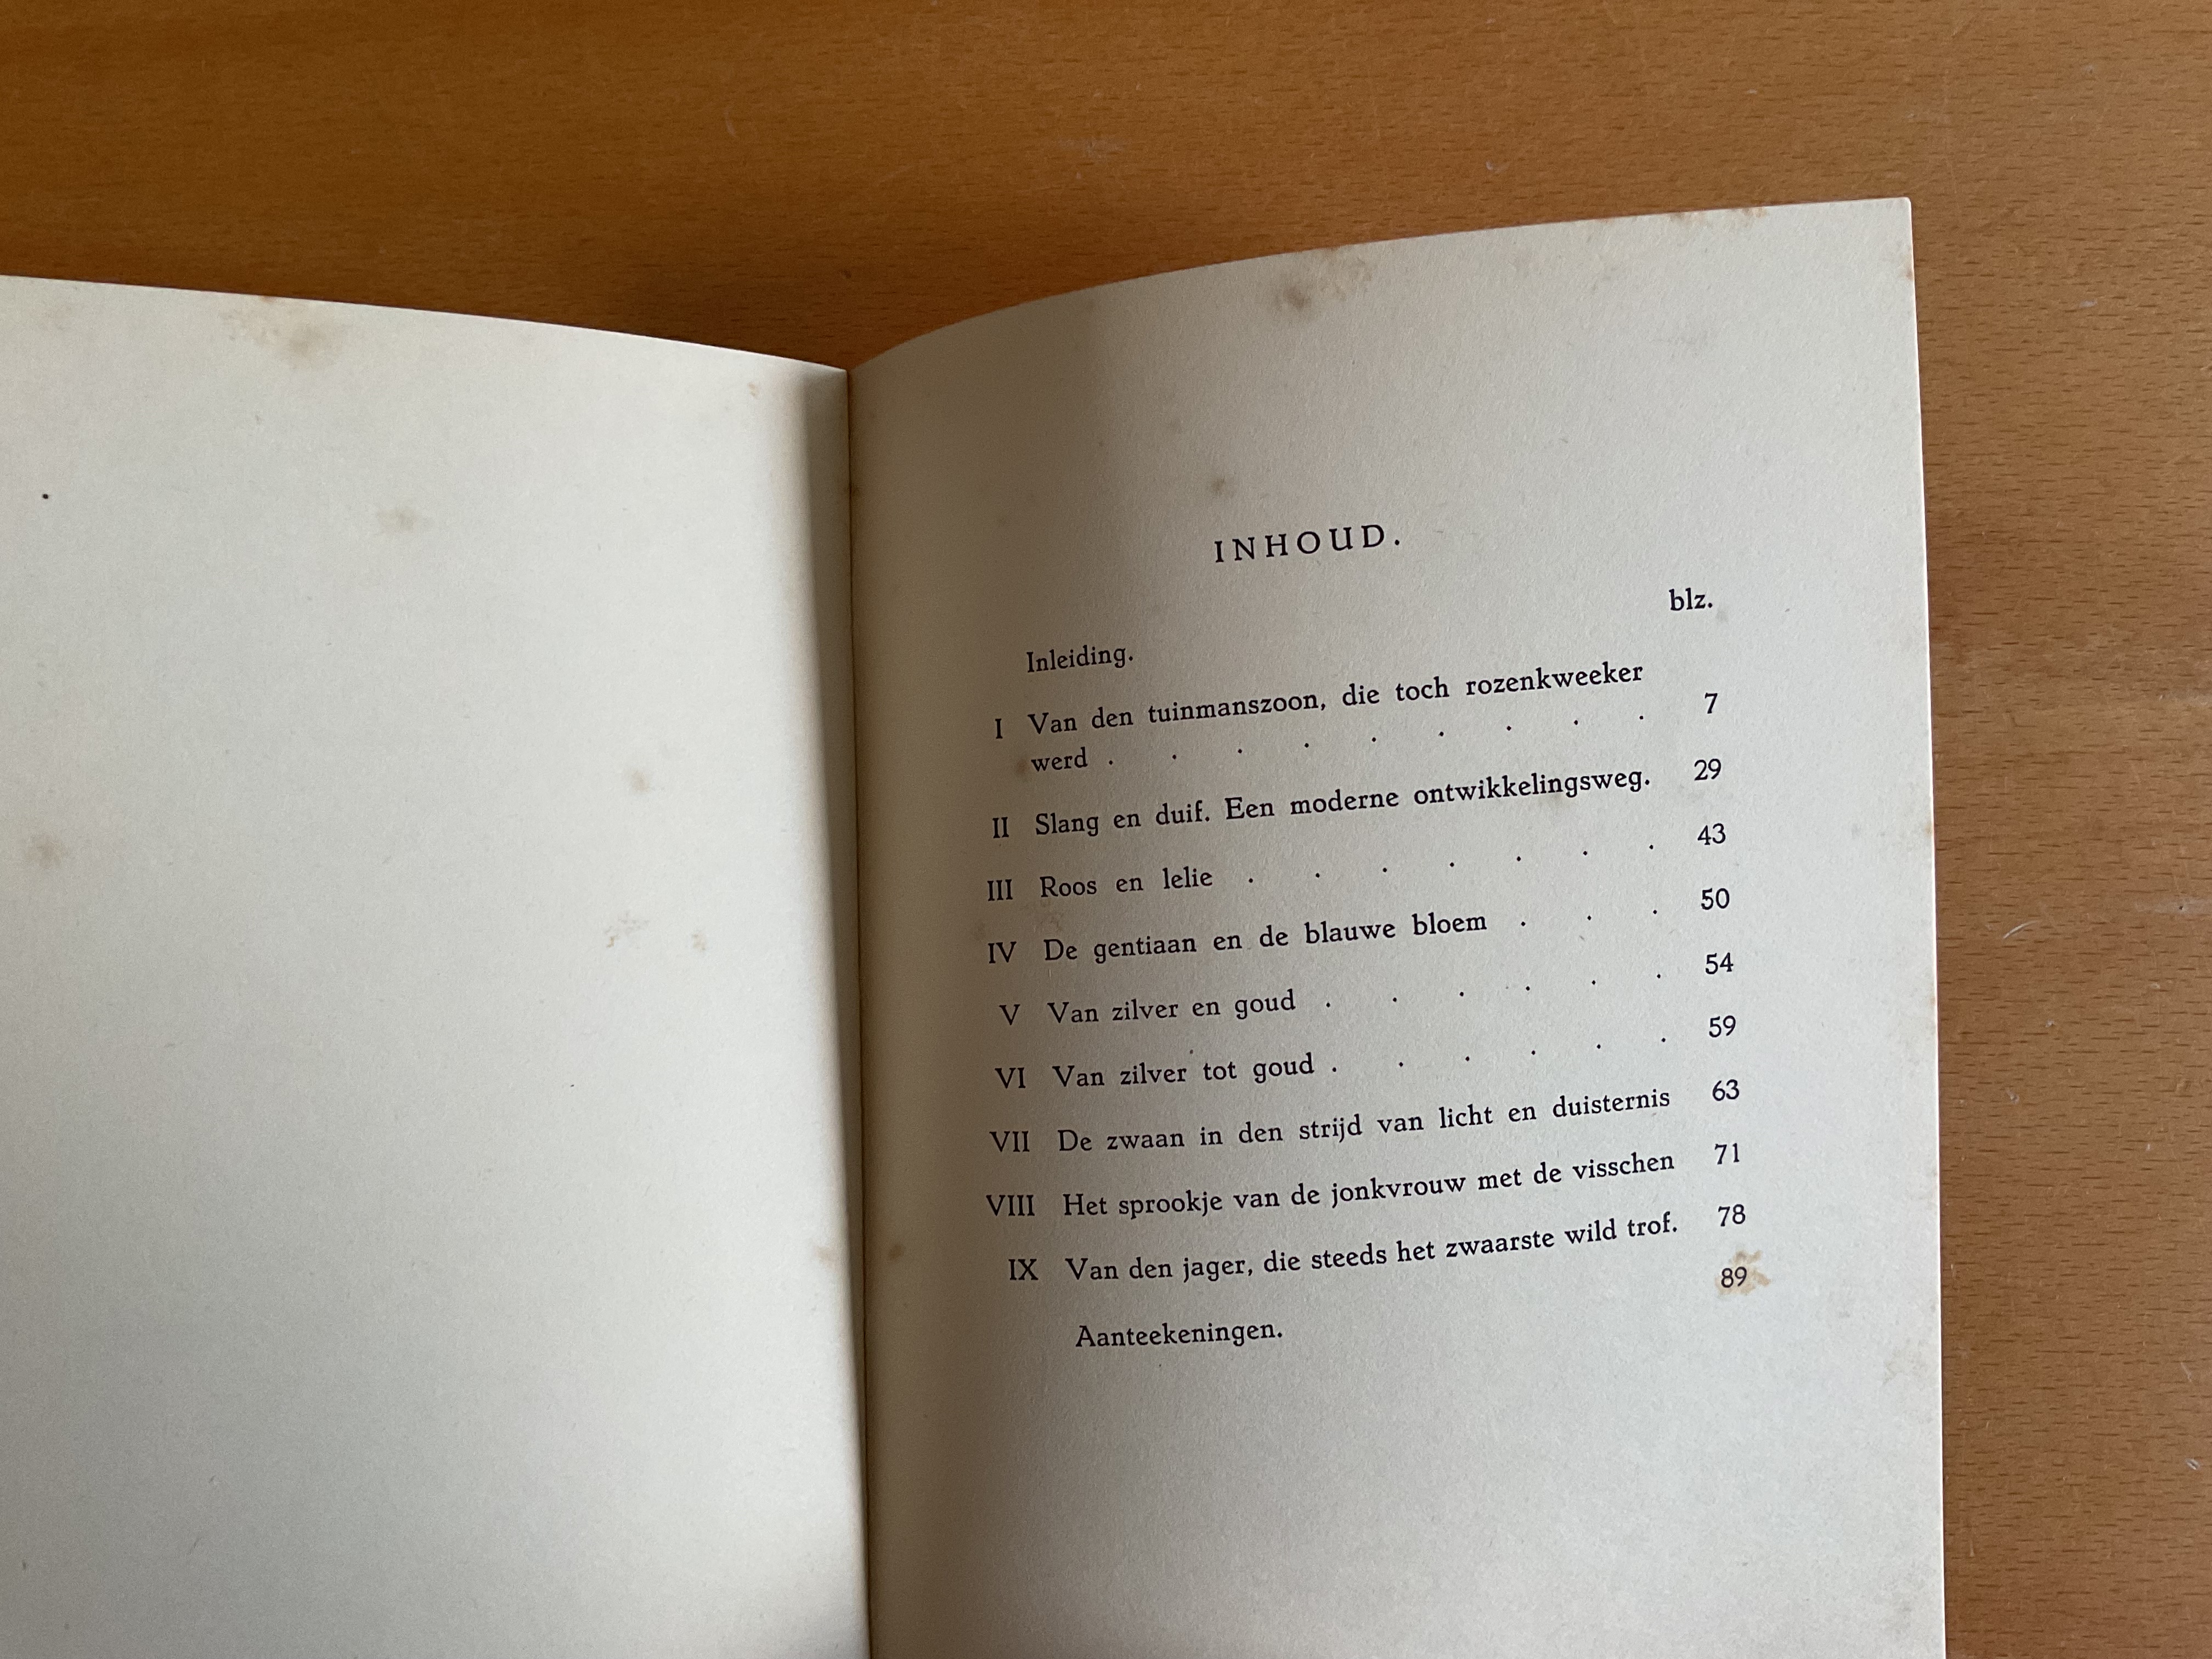 INHOUD.
blz.
Inleiding.
I Van den tuinmanszoon, die toch rozenkweeker
werd . . . . . . . . . 7
II Slang en duif. Een moderne ontwikkelingsweg. 29
III Roos en lelie . . . . . . . 43
IV De gentiaan en de blauwe bloem . . . 50
V Van zilver en goud . . . . . . 54
VI Van zilver tot goud . . . . . . 59
VII De zwaan in den strijd van licht en duisternis 63
VIII Het sprookje van de jonkvrouw met de visschen 71
IX Van den jager, die steeds het zwaarste wild trof. 78
Aanteekeningen. 89